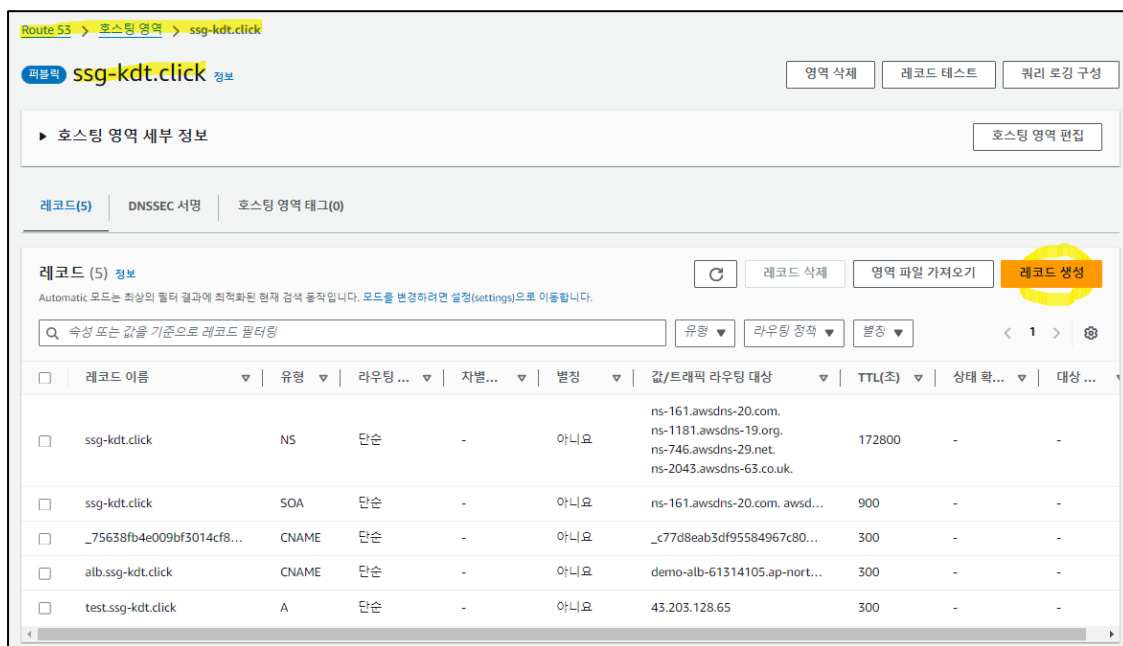 Route 53 > 호스팅 영역 > ssg-kdt.click
퍼블릭 ssg-kdt.click 정보
영역 삭제 레코드 테스트 쿼리 로깅 구성
호스팅 영역 세부 정보
호스팅 영역 편집
레코드(5) DNSSEC 서명 호스팅 영역 태그(0)
레코드 (5) 정보
레코드 삭제 영역 파일 가져오기 레코드 생성
Automatic 모드는 최상의 필터 결과에 최적화된 현재 검색 동작입니다. 모드를 변경하려면 설정(settings)으로 이동합니다.
속성 또는 값을 기준으로 레코드 필터링
유형 라우팅 정책 별칭
< 1 >
레코드 이름 유형 라우팅 ... 차별... 별칭 값/트래픽 라우팅 대상 TTL(초) 상태 확... 대상 ...
ssg-kdt.click NS 단순 - 아니요 ns-161.awsdns-20.com. 172800 - -
ns-1181.awsdns-19.org.
ns-746.awsdns-29.net.
ns-2043.awsdns-63.co.uk.
ssg-kdt.click SOA 단순 - 아니요 ns-161.awsdns-20.com. awsd... 900 - -
_75638fb4e009bf3014cf8... CNAME 단순 - 아니요 _c77d8eab3df95584967c80... 300 - -
alb.ssg-kdt.click CNAME 단순 - 아니요 demo-alb-61314105.ap-nort... 300 - -
test.ssg-kdt.click A 단순 - 아니요 43.203.128.65 300 - -